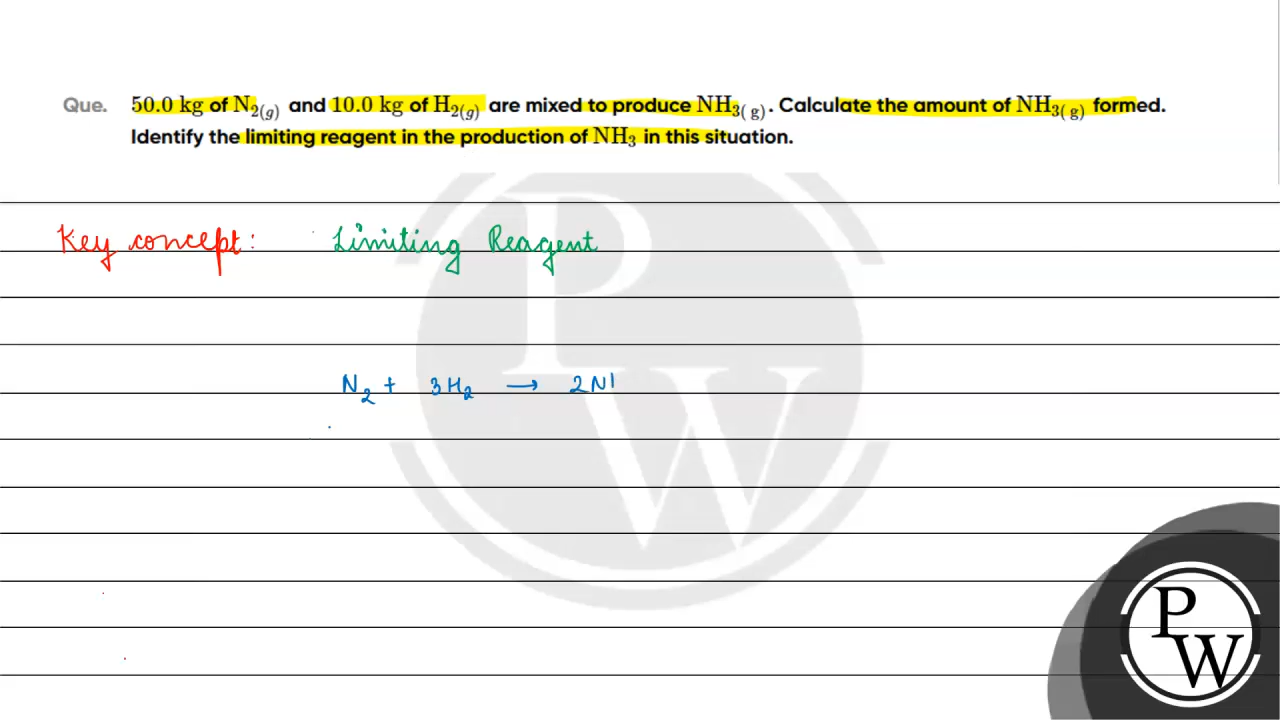 Que. 50.0 kg of N2(g) and 10.0 kg of H2(g) are mixed to produce NH3( g). Calculate the amount of NH3( g) formed.
Identify the limiting reagent in the production of NH3 in this situation.
Key concept: Limiting Reagent
N2 + 3H2 → 2NI
P
W
P
W